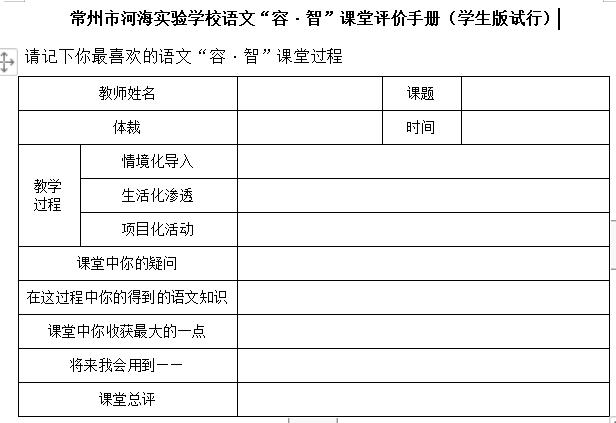 常州市河海实验学校语文“容·智”课堂评价手册（学生版试行）
请记下你最喜欢的语文“容·智”课堂过程
教师姓名 课题
体裁 时间
教学
过程
情境化导入
生活化渗透
项目化活动
课堂中你的疑问
在这过程中你的得到的语文知识
课堂中你收获最大的一点
将来我会用到——
课堂总评